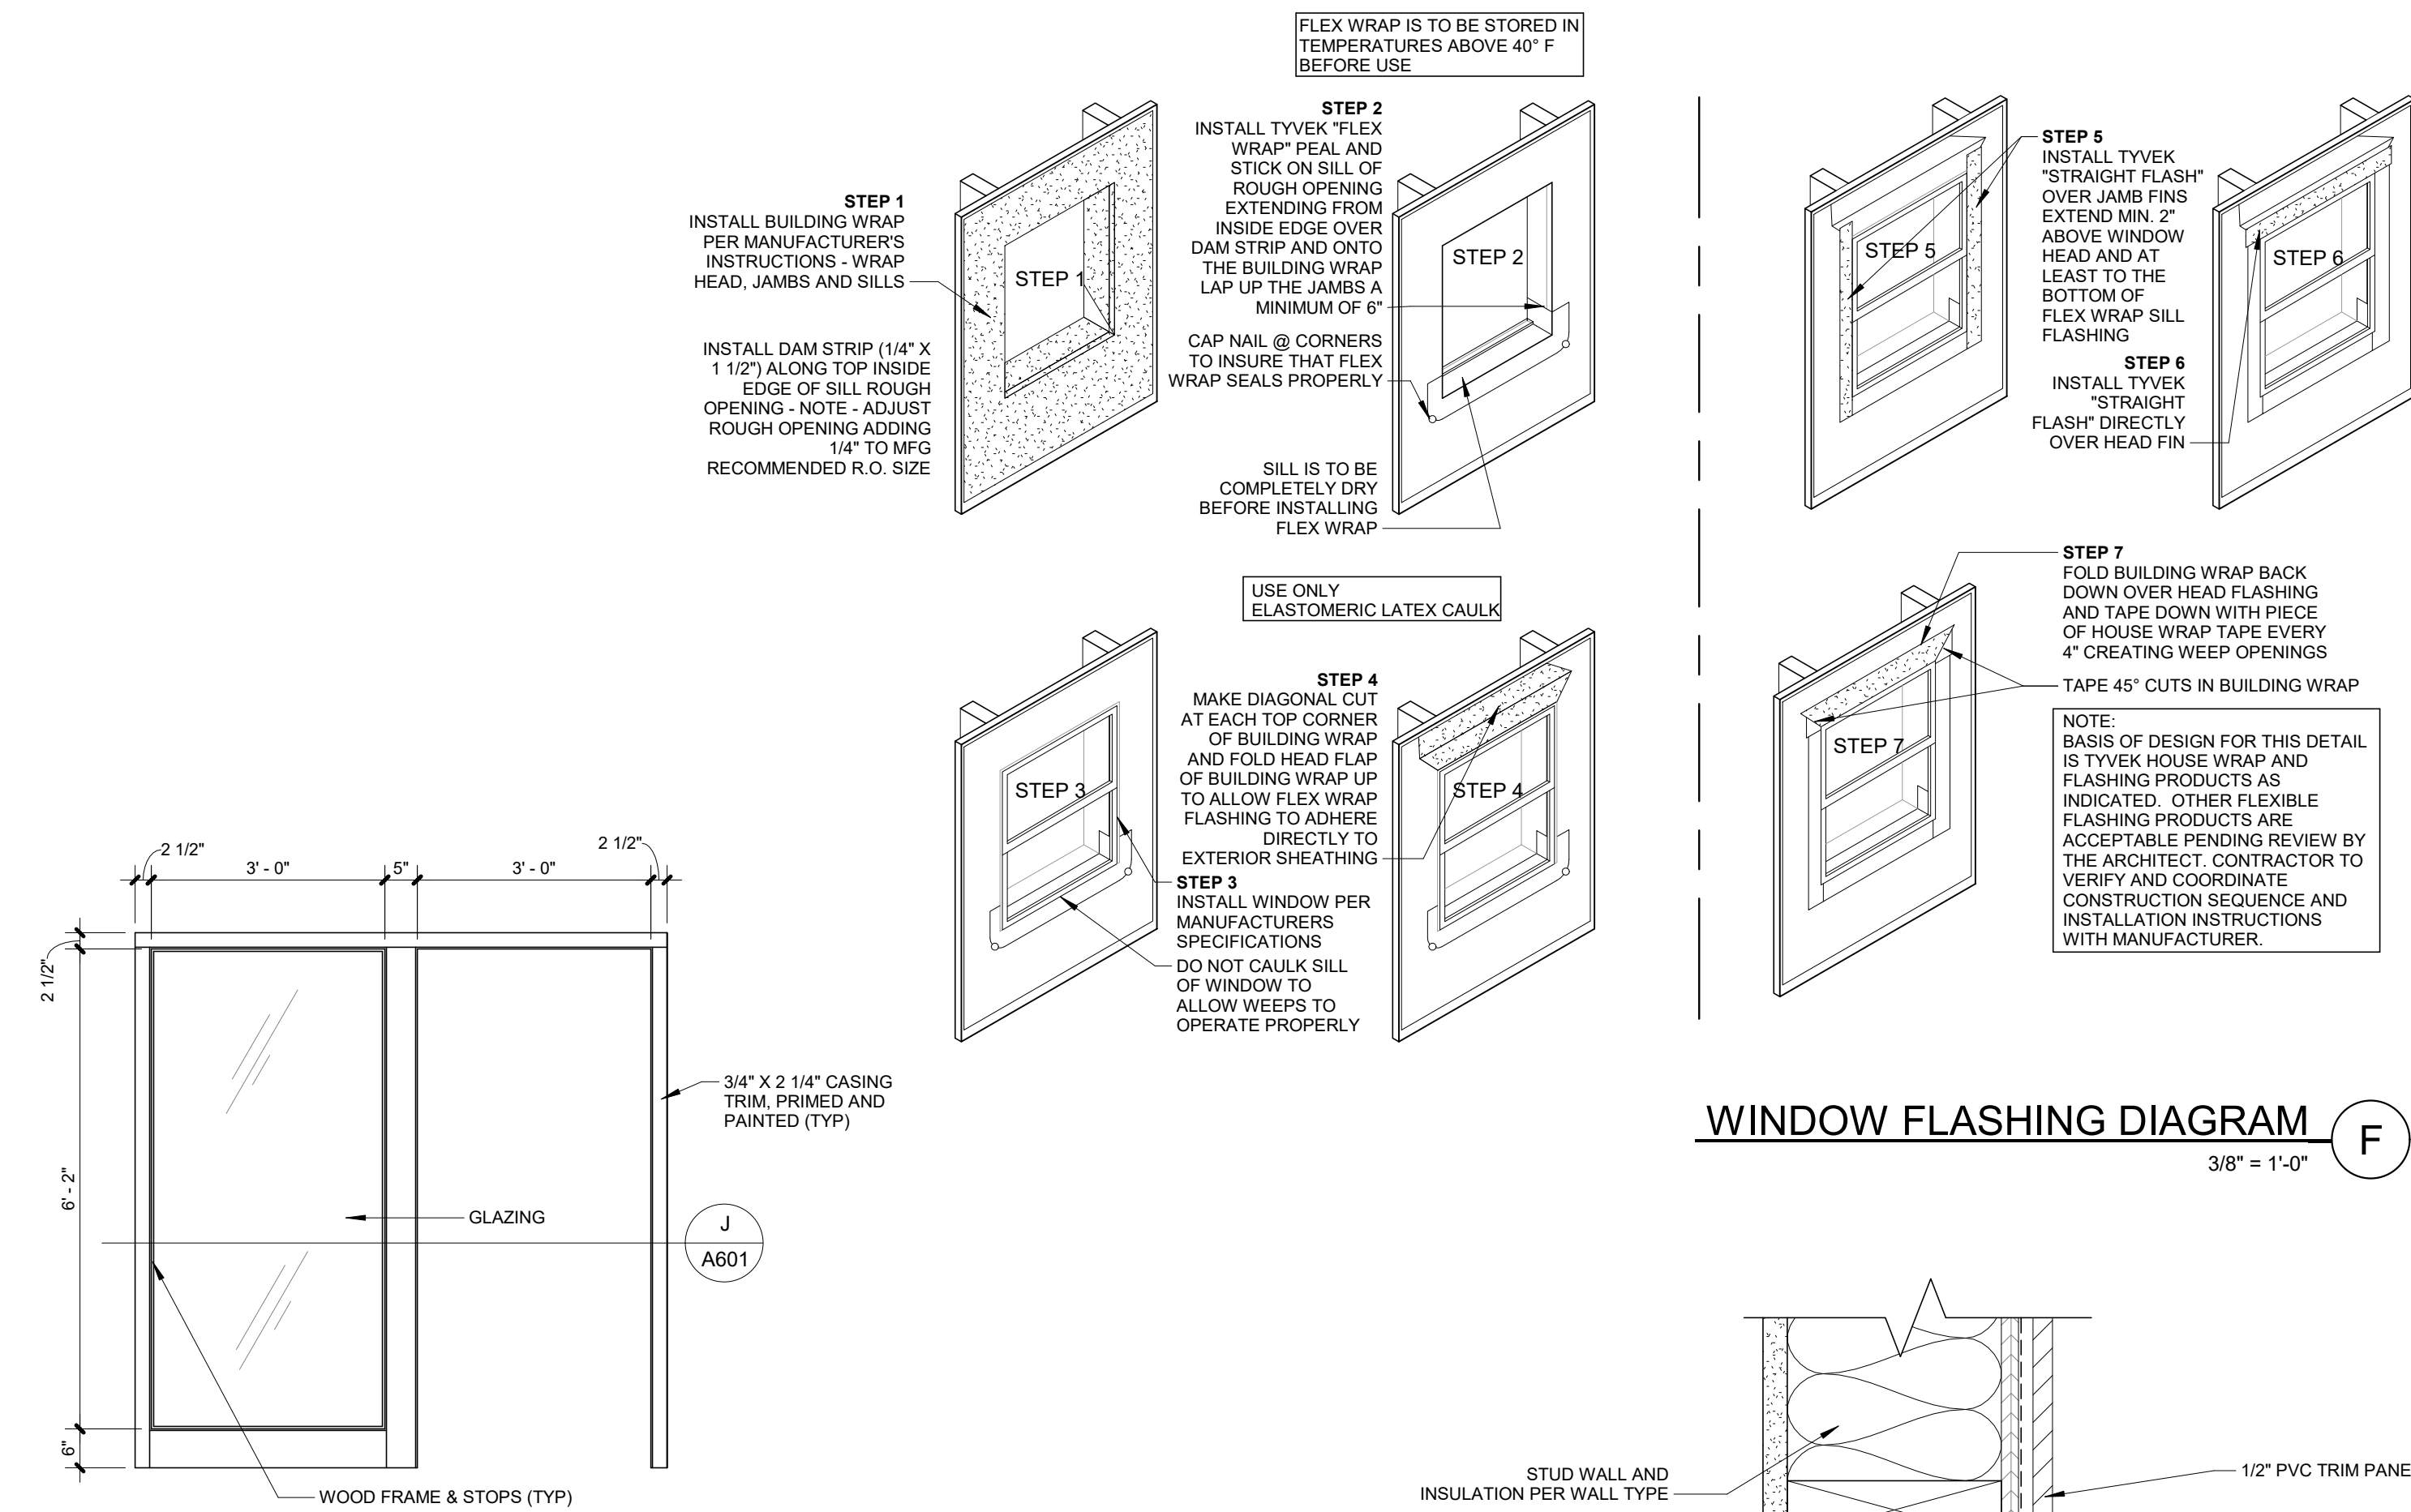 FLEX WRAP IS TO BE STORED IN
TEMPERATURES ABOVE 40° F
BEFORE USE
STEP 1
INSTALL BUILDING WRAP
PER MANUFACTURER'S
INSTRUCTIONS - WRAP
HEAD, JAMBS AND SILLS
INSTALL DAM STRIP (1/4" X
1 1/2") ALONG TOP INSIDE
EDGE OF SILL ROUGH
OPENING - NOTE - ADJUST
ROUGH OPENING ADDING
1/4" TO MFG
RECOMMENDED R.O. SIZE
STEP 1
STEP 2
INSTALL TYVEK "FLEX
WRAP" PEAL AND
STICK ON SILL OF
ROUGH OPENING
EXTENDING FROM
INSIDE EDGE OVER
DAM STRIP AND ONTO
THE BUILDING WRAP
LAP UP THE JAMBS A
MINIMUM OF 6"
CAP NAIL @ CORNERS
TO INSURE THAT FLEX
WRAP SEALS PROPERLY
SILL IS TO BE
COMPLETELY DRY
BEFORE INSTALLING
FLEX WRAP
STEP 2
STEP 5
STEP 5
INSTALL TYVEK
"STRAIGHT FLASH"
OVER JAMB FINS
EXTEND MIN. 2"
ABOVE WINDOW
HEAD AND AT
LEAST TO THE
BOTTOM OF
FLEX WRAP SILL
FLASHING
STEP 6
INSTALL TYVEK
"STRAIGHT
FLASH" DIRECTLY
OVER HEAD FIN
STEP 6
USE ONLY
ELASTOMERIC LATEX CAULK
STEP 3
STEP 4
MAKE DIAGONAL CUT
AT EACH TOP CORNER
OF BUILDING WRAP
AND FOLD HEAD FLAP
OF BUILDING WRAP UP
TO ALLOW FLEX WRAP
FLASHING TO ADHERE
DIRECTLY TO
EXTERIOR SHEATHING
STEP 3
INSTALL WINDOW PER
MANUFACTURERS
SPECIFICATIONS
DO NOT CAULK SILL
OF WINDOW TO
ALLOW WEEPS TO
OPERATE PROPERLY
STEP 4
STEP 7
STEP 7
FOLD BUILDING WRAP BACK
DOWN OVER HEAD FLASHING
AND TAPE DOWN WITH PIECE
OF HOUSE WRAP TAPE EVERY
4" CREATING WEEP OPENINGS
TAPE 45° CUTS IN BUILDING WRAP
NOTE:
BASIS OF DESIGN FOR THIS DETAIL
IS TYVEK HOUSE WRAP AND
FLASHING PRODUCTS AS
INDICATED. OTHER FLEXIBLE
FLASHING PRODUCTS ARE
ACCEPTABLE PENDING REVIEW BY
THE ARCHITECT. CONTRACTOR TO
VERIFY AND COORDINATE
CONSTRUCTION SEQUENCE AND
INSTALLATION INSTRUCTIONS
WITH MANUFACTURER.
WINDOW FLASHING DIAGRAM
F
3/8" = 1'-0"
2 1/2"
3' - 0"
5"
3' - 0"
2 1/2"
2 1/2"
6' - 2"
6"
3/4" X 2 1/4" CASING
TRIM, PRIMED AND
PAINTED (TYP)
GLAZING
J
A601
WOOD FRAME & STOPS (TYP)
STUD WALL AND
INSULATION PER WALL TYPE
1/2" PVC TRIM PANE